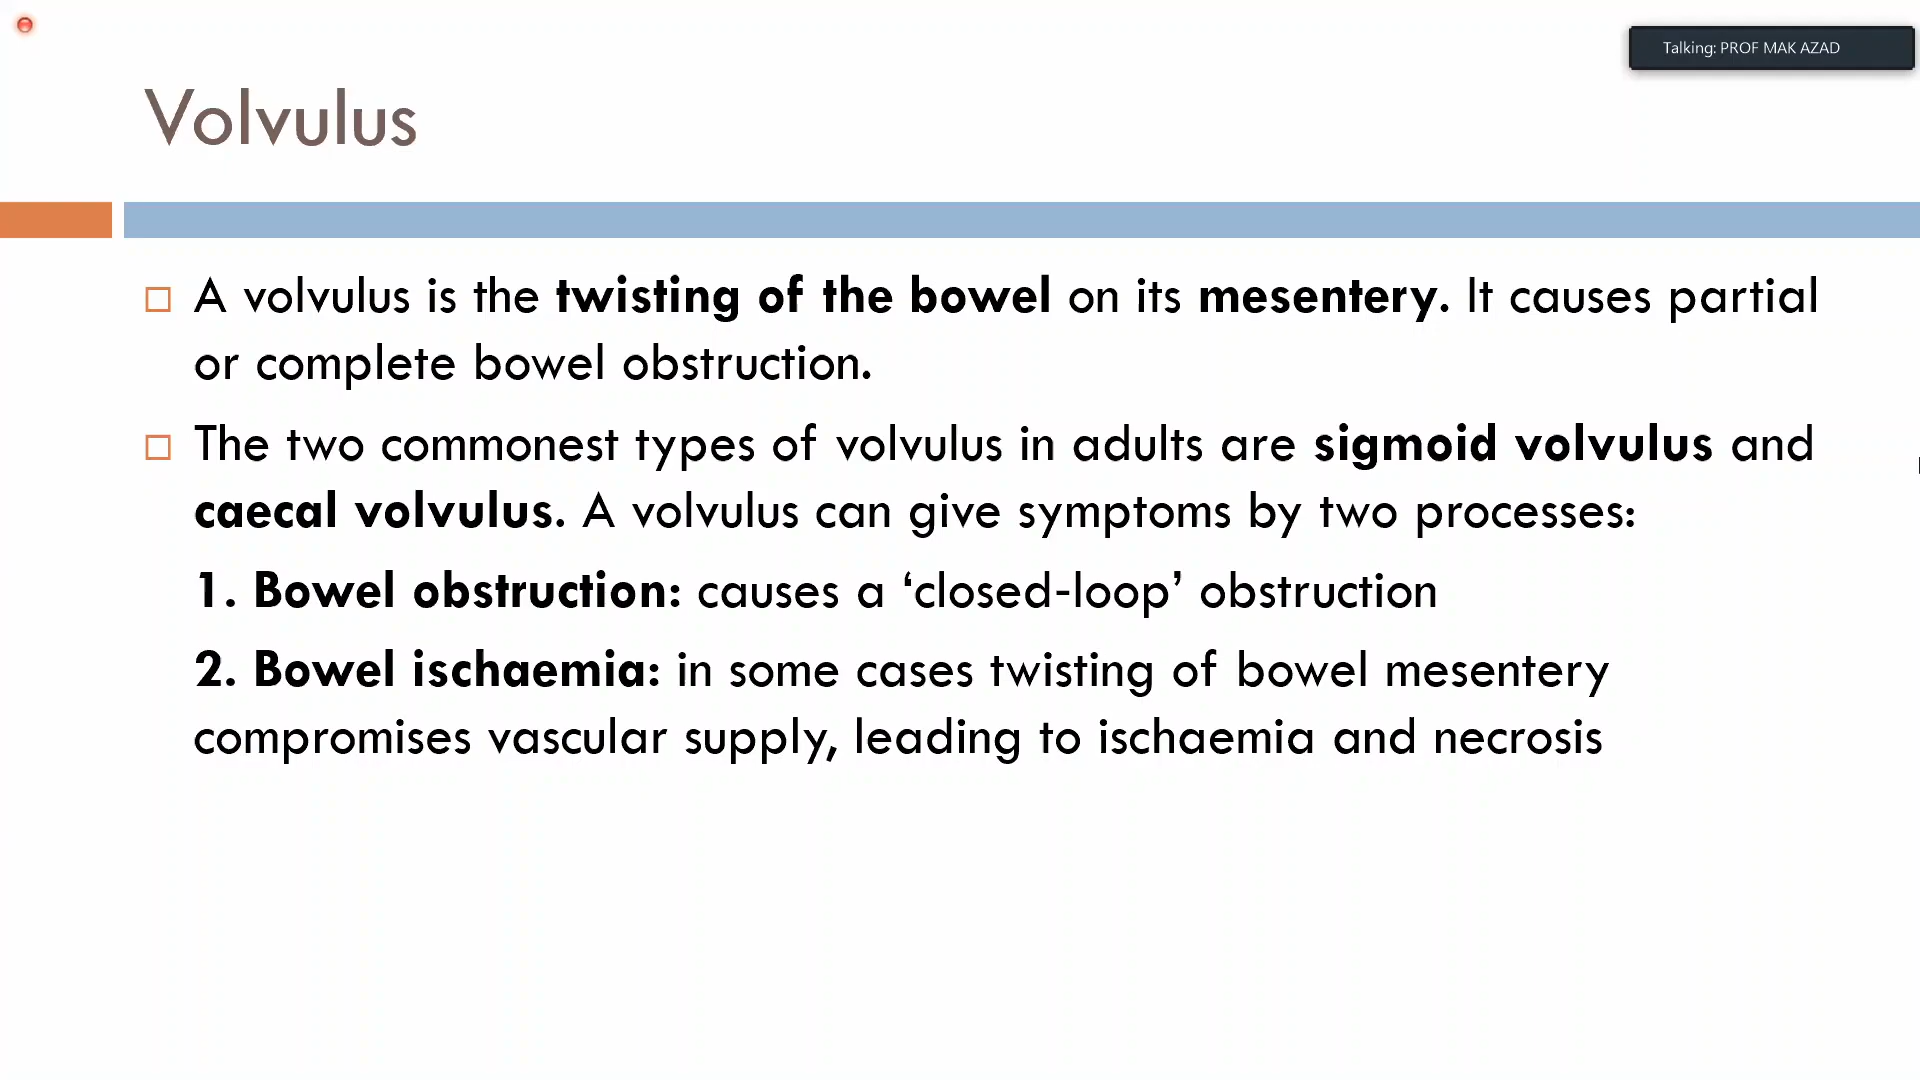 Talking: PROF MAK AZAD
Volvulus
A volvulus is the twisting of the bowel on its mesentery. It causes partial
or complete bowel obstruction.
The two commonest types of volvulus in adults are sigmoid volvulus and
caecal volvulus. A volvulus can give symptoms by two processes:
1. Bowel obstruction: causes a ‘closed-loop’ obstruction
2. Bowel ischaemia: in some cases twisting of bowel mesentery
compromises vascular supply, leading to ischaemia and necrosis